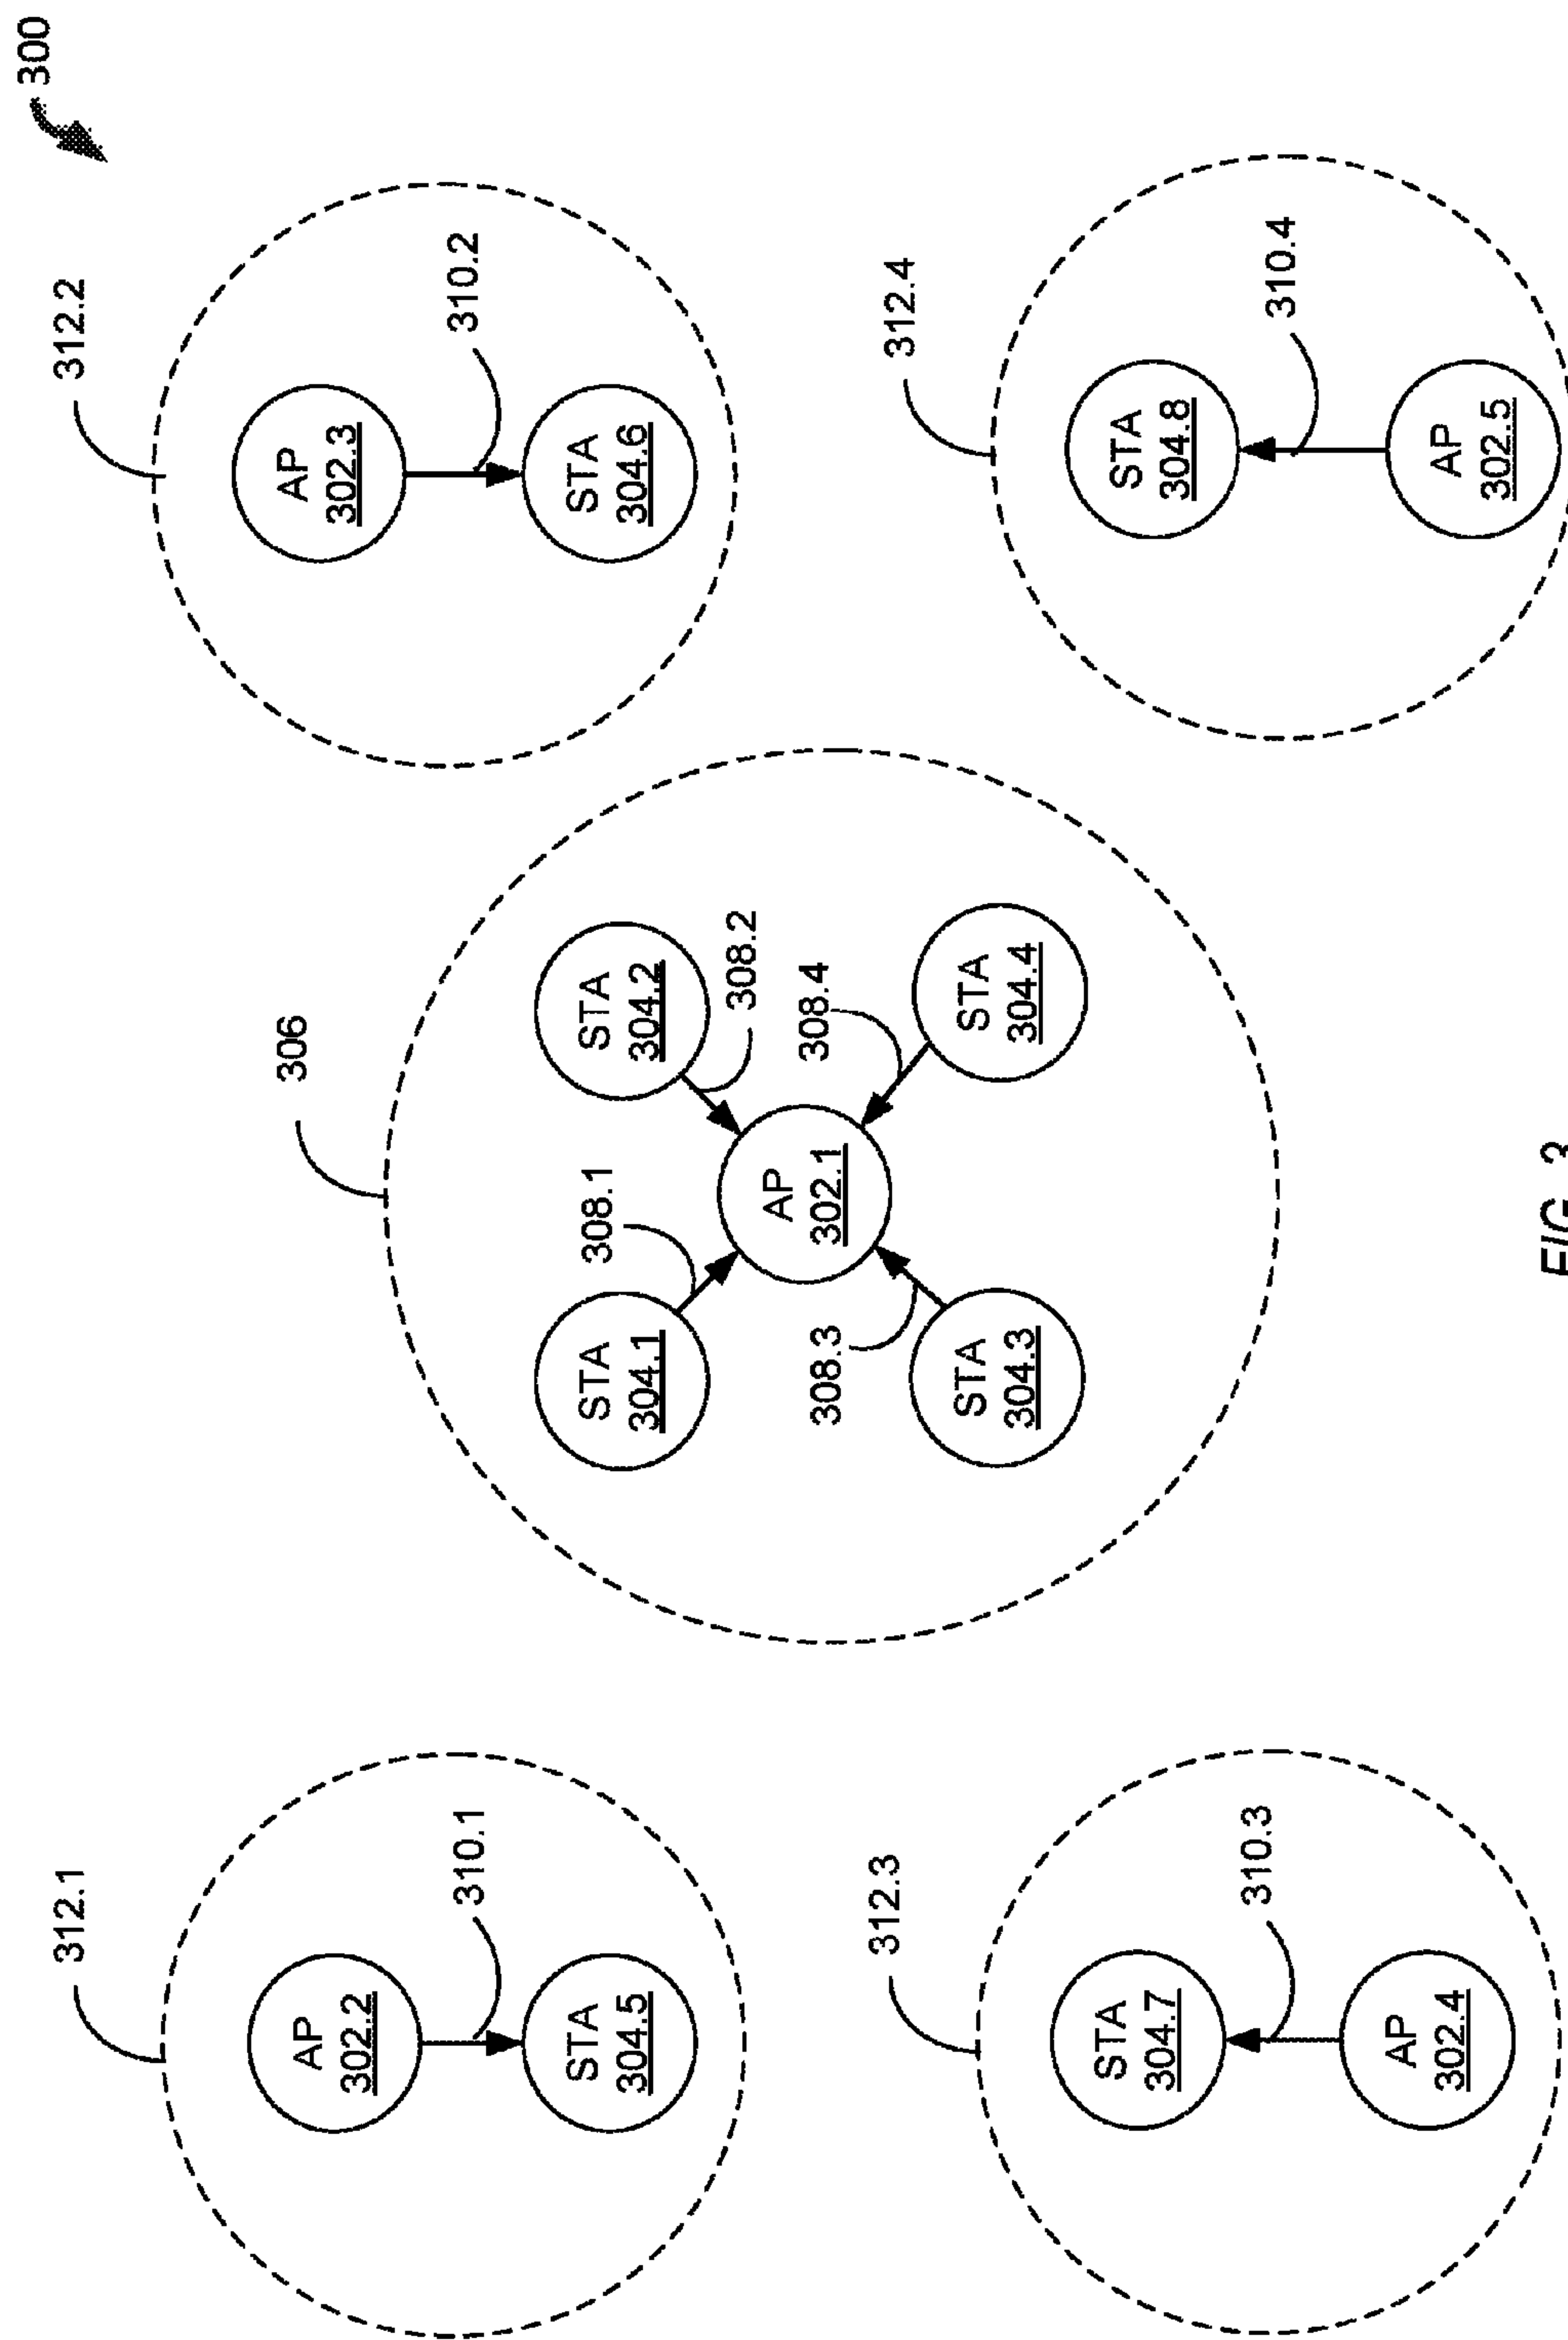 300
312.1
312.2
306
AP
302.2
AP
302.3
310.1
310.2
STA
304.5
STA
304.1
308.1
STA
304.2
STA
304.6
308.2
AP
302.1
308.3
308.4
312.3
312.4
STA
304.3
STA
304.4
STA
304.7
STA
304.8
310.3
310.4
AP
302.4
AP
302.5
FIG. 3